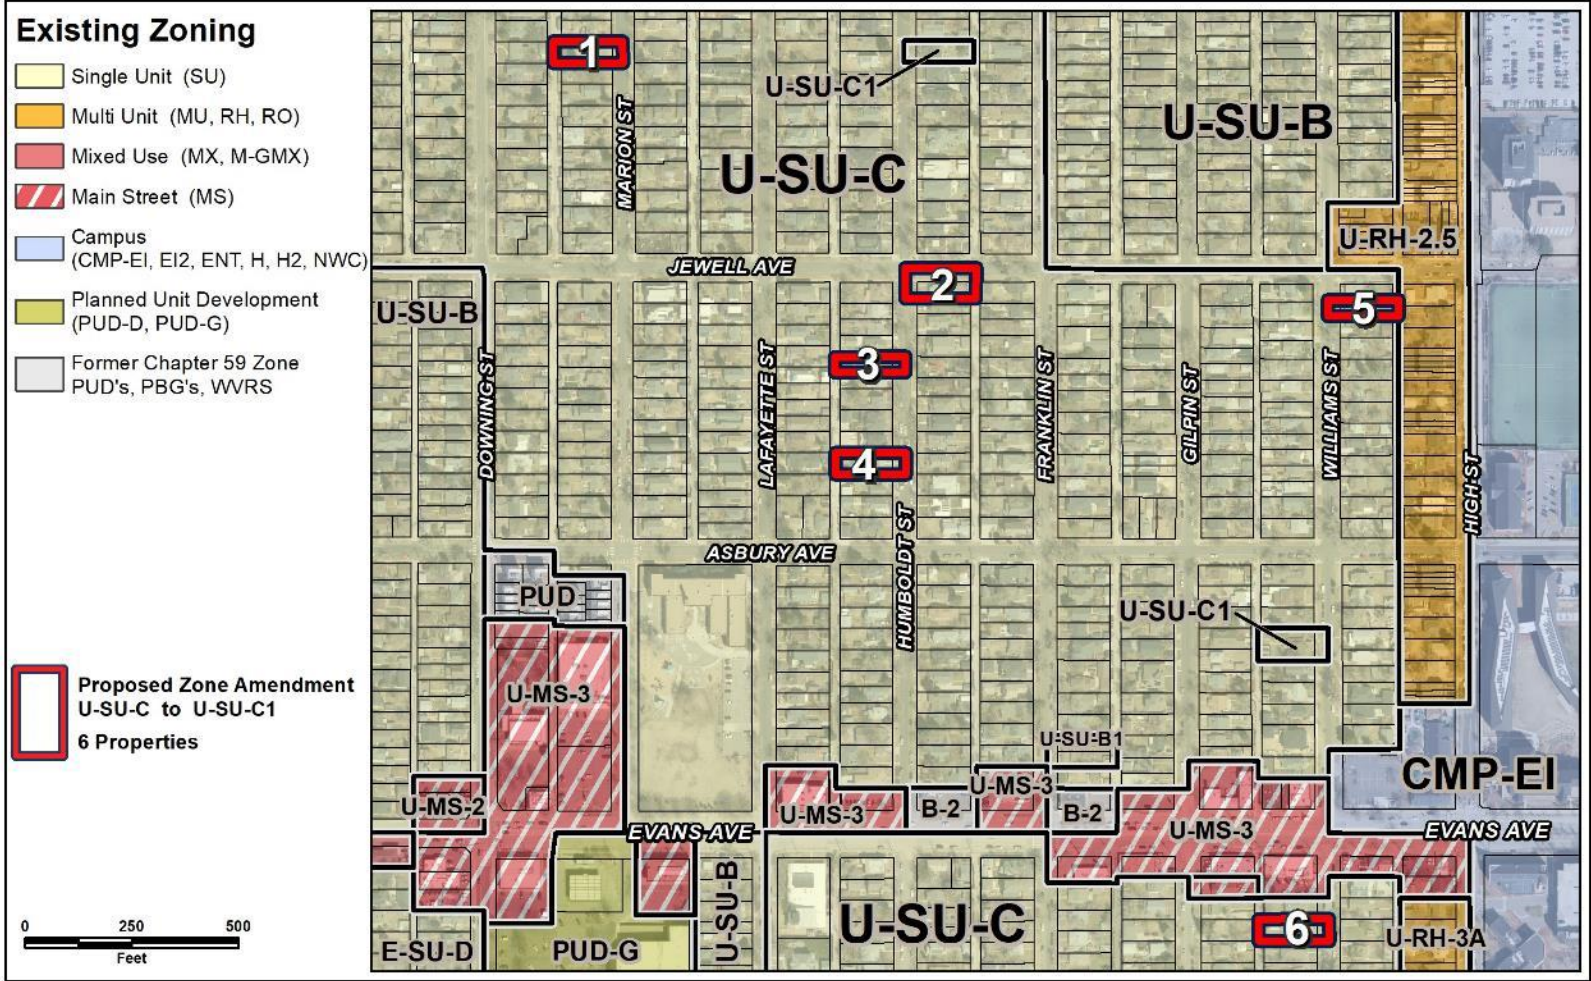 Existing Zoning
Single Unit (SU)
Multi Unit (MU, RH, RO)
Mixed Use (MX, M-GMX)
Main Street (MS)
Campus
(CMP-EI, EI2, ENT, H, H2, NWC)
Planned Unit Development
(PUD-D, PUD-G)
Former Chapter 59 Zone
PUD's, PBG's, WVRS
Proposed Zone Amendment
U-SU-C to U-SU-C1
6 Properties
0 250 500
Feet
1
U-SU-C1
MARION ST
U-SU-B
U-SU-C
U-RH-2.5
JEWELL AVE
2
U-SU-B
5
3
DOWNING ST
LAFAYETTE ST
FRANKLIN ST
GILPIN ST
WILLIAMS ST
4
HIGH ST
HUMBOLDT ST
ASBURY AVE
PUD
U-SU-C1
U-MS-3
U-SU-B1
CMP-EI
U-MS-2
U-MS-3
B-2
U-MS-3
B-2
U-MS-3
EVANS AVE
EVANS AVE
U-SU-B
U-SU-C
6
E-SU-D
PUD-G
U-RH-3A